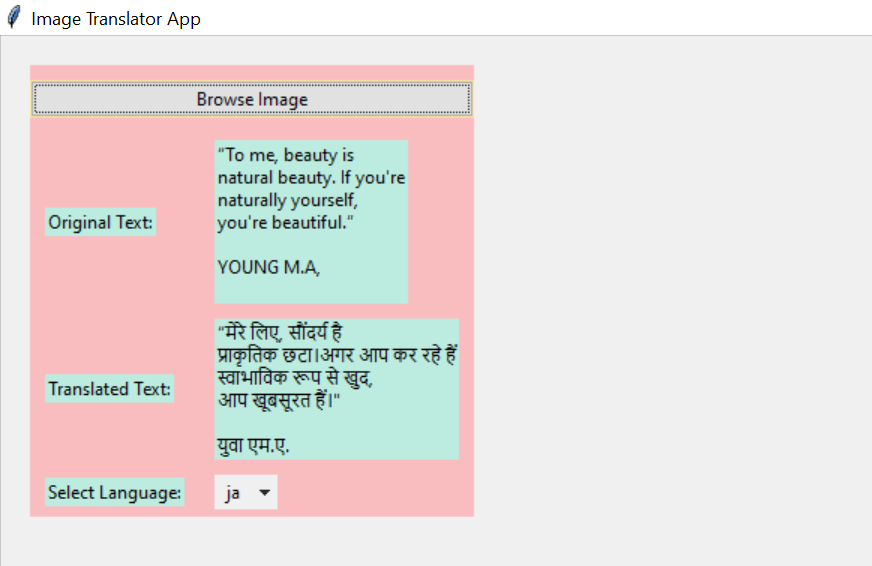 Image Translator App
Browse Image
Original Text:
“To me, beauty is
natural beauty. If you're
naturally yourself,
you're beautiful.”
YOUNG M.A,
Translated Text:
“मेरे लिए, सौंदर्य है
प्राकृतिक छटा।अगर आप कर रहे हैं
स्वाभाविक रूप से खुद,
आप खूबसूरत हैं।"
युवा एम.ए.
Select Language:
ja